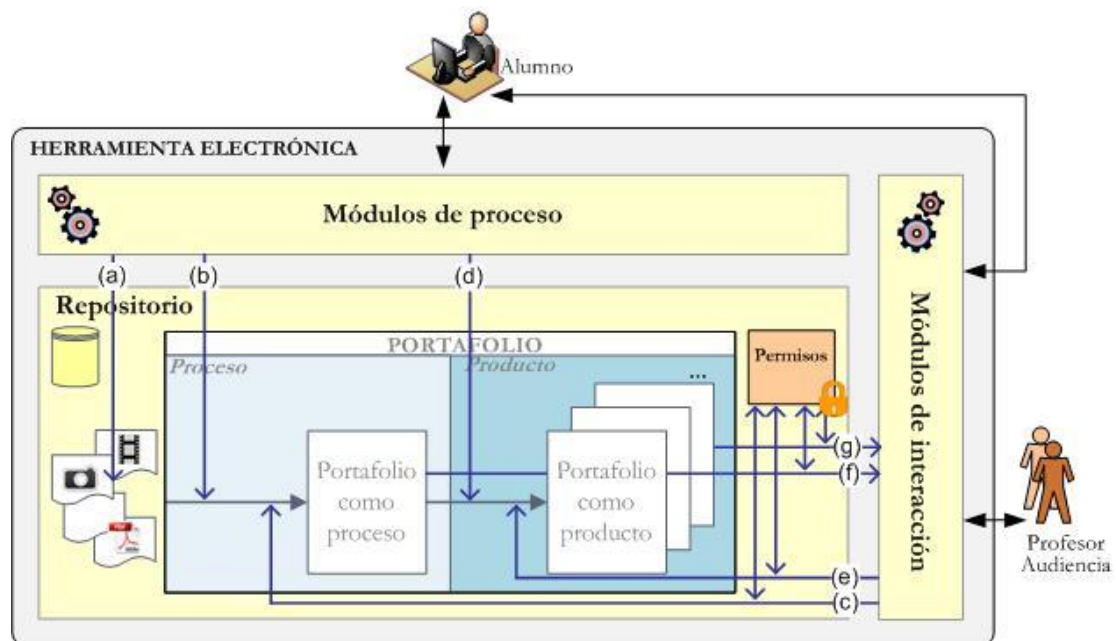 Alumno
HERRAMIENTA ELECTRÓNICA
Módulos de proceso
(a)
(b)
(d)
Repositorio
PORTAFOLIO
Proceso
Producto
...
Permisos
Portafolio
como
proceso
Portafolio
como
producto
(g)
(f)
(e)
(c)
Módulos de interacción
PDF
Profesor
Audiencia